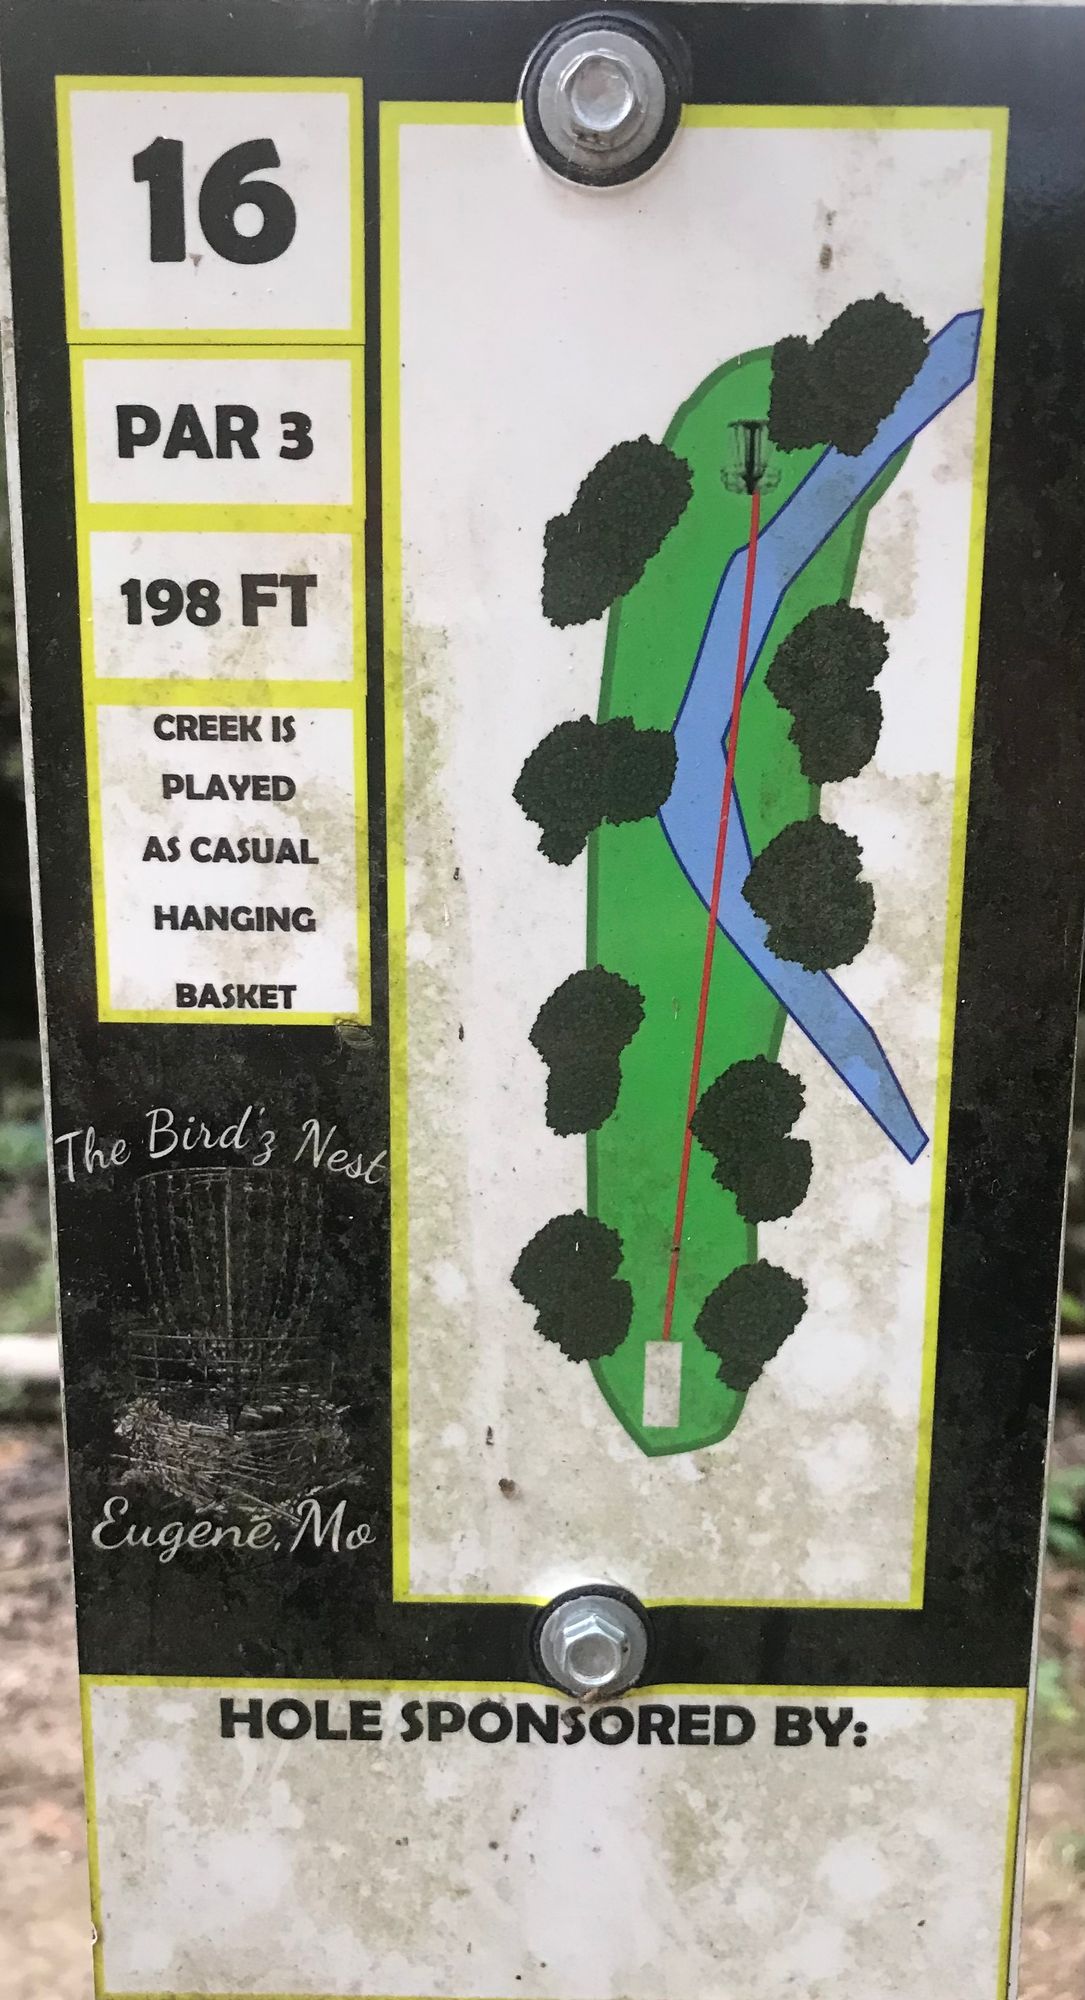 16
PAR 3
198 FT
CREEK IS
PLAYED
AS CASUAL
HANGING
BASKET
The Bird'z Nest
Eugene, Mo
HOLE SPONSORED BY: